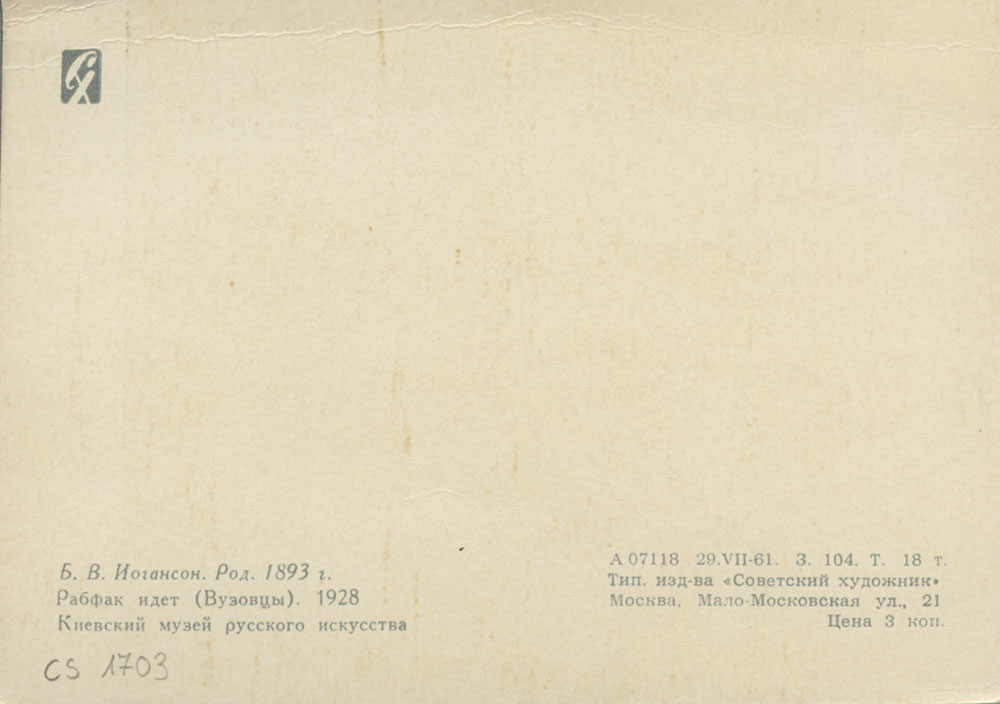 СХ
Б. В. Иогансон. Род. 1893 г.
Рабфак идет (Вузовцы). 1928
Киевский музей русского искусства
А 07118 29.VII-61. З. 104. Т. 18 т.
Тип. изд-ва «Советский художник»
Москва, Мало-Московская ул., 21
Цена 3 коп.
CS 1703